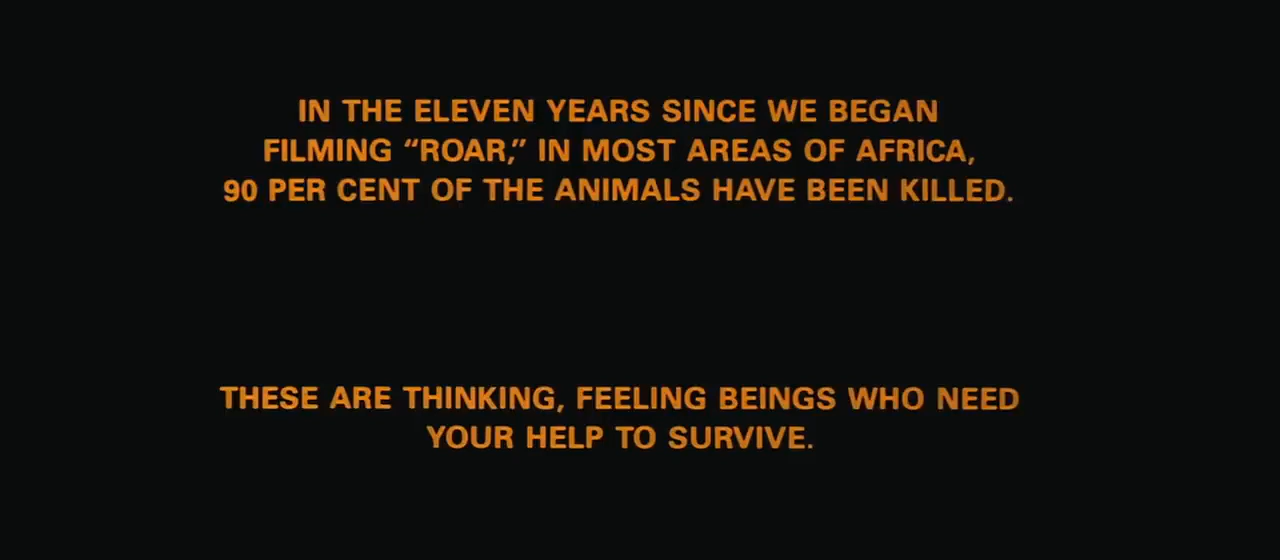 IN THE ELEVEN YEARS SINCE WE BEGAN
FILMING “ROAR,” IN MOST AREAS OF AFRICA,
90 PER CENT OF THE ANIMALS HAVE BEEN KILLED.
THESE ARE THINKING, FEELING BEINGS WHO NEED
YOUR HELP TO SURVIVE.